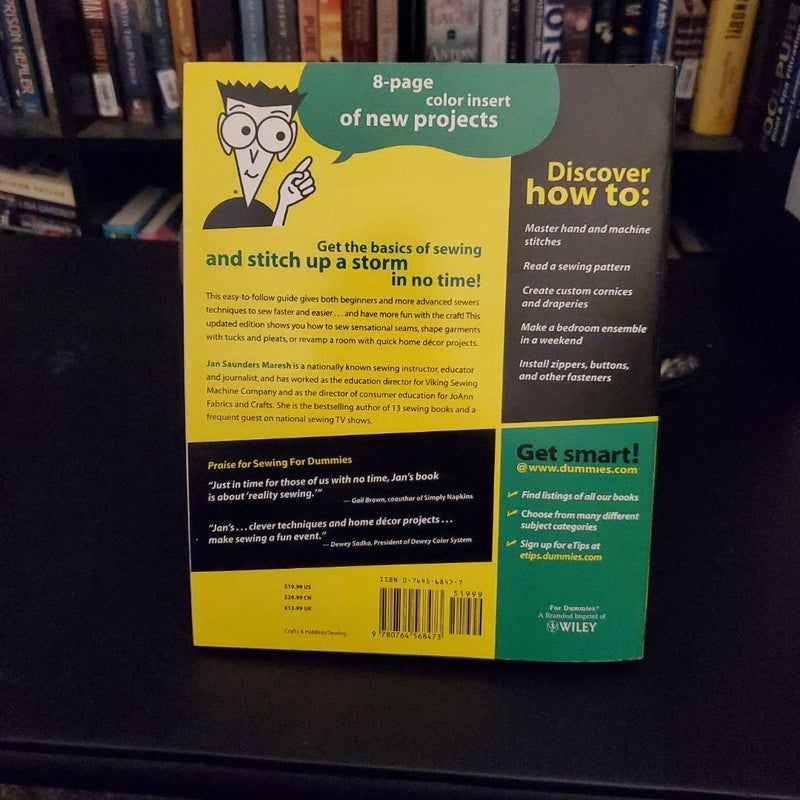 8-page
color insert
of new projects
Get the basics of sewing
and stitch up a storm
in no time!
This easy-to-follow guide gives both beginners and more advanced sewers
techniques to sew faster and easier . . . and have more fun with the craft! This
updated edition shows you how to sew sensational seams, shape garments
with tucks and pleats, or revamp a room with quick home décor projects.
Jan Saunders Maresh is a nationally known sewing instructor, educator
and journalist, and has worked as the education director for Viking Sewing
Machine Company and as the director of consumer education for JoAnn
Fabrics and Crafts. She is the bestselling author of 13 sewing books and a
frequent guest on national sewing TV shows.
Praise for Sewing For Dummies
“Just in time for those of us with no time, Jan's book
is about ‘reality sewing.’”
— Gail Brown, coauthor of Simply Napkins
“Jan's . . . clever techniques and home décor projects . . .
make sewing a fun event.”
— Dewey Sadka, President of Dewey Color System
$19.99 US
$28.99 CN
£13.99 UK
Crafts & Hobbies/Sewing
ISBN 0-7645-6847-7
51999
9 780764 568473
Discover
how to:
Master hand and machine
stitches
Read a sewing pattern
Create custom cornices
and draperies
Make a bedroom ensemble
in a weekend
Install zippers, buttons,
and other fasteners
Get smart!
@www.dummies.com
Find listings of all our books
Choose from many different
subject categories
Sign up for eTips at
etips.dummies.com
For Dummies®
A Branded Imprint of
WILEY